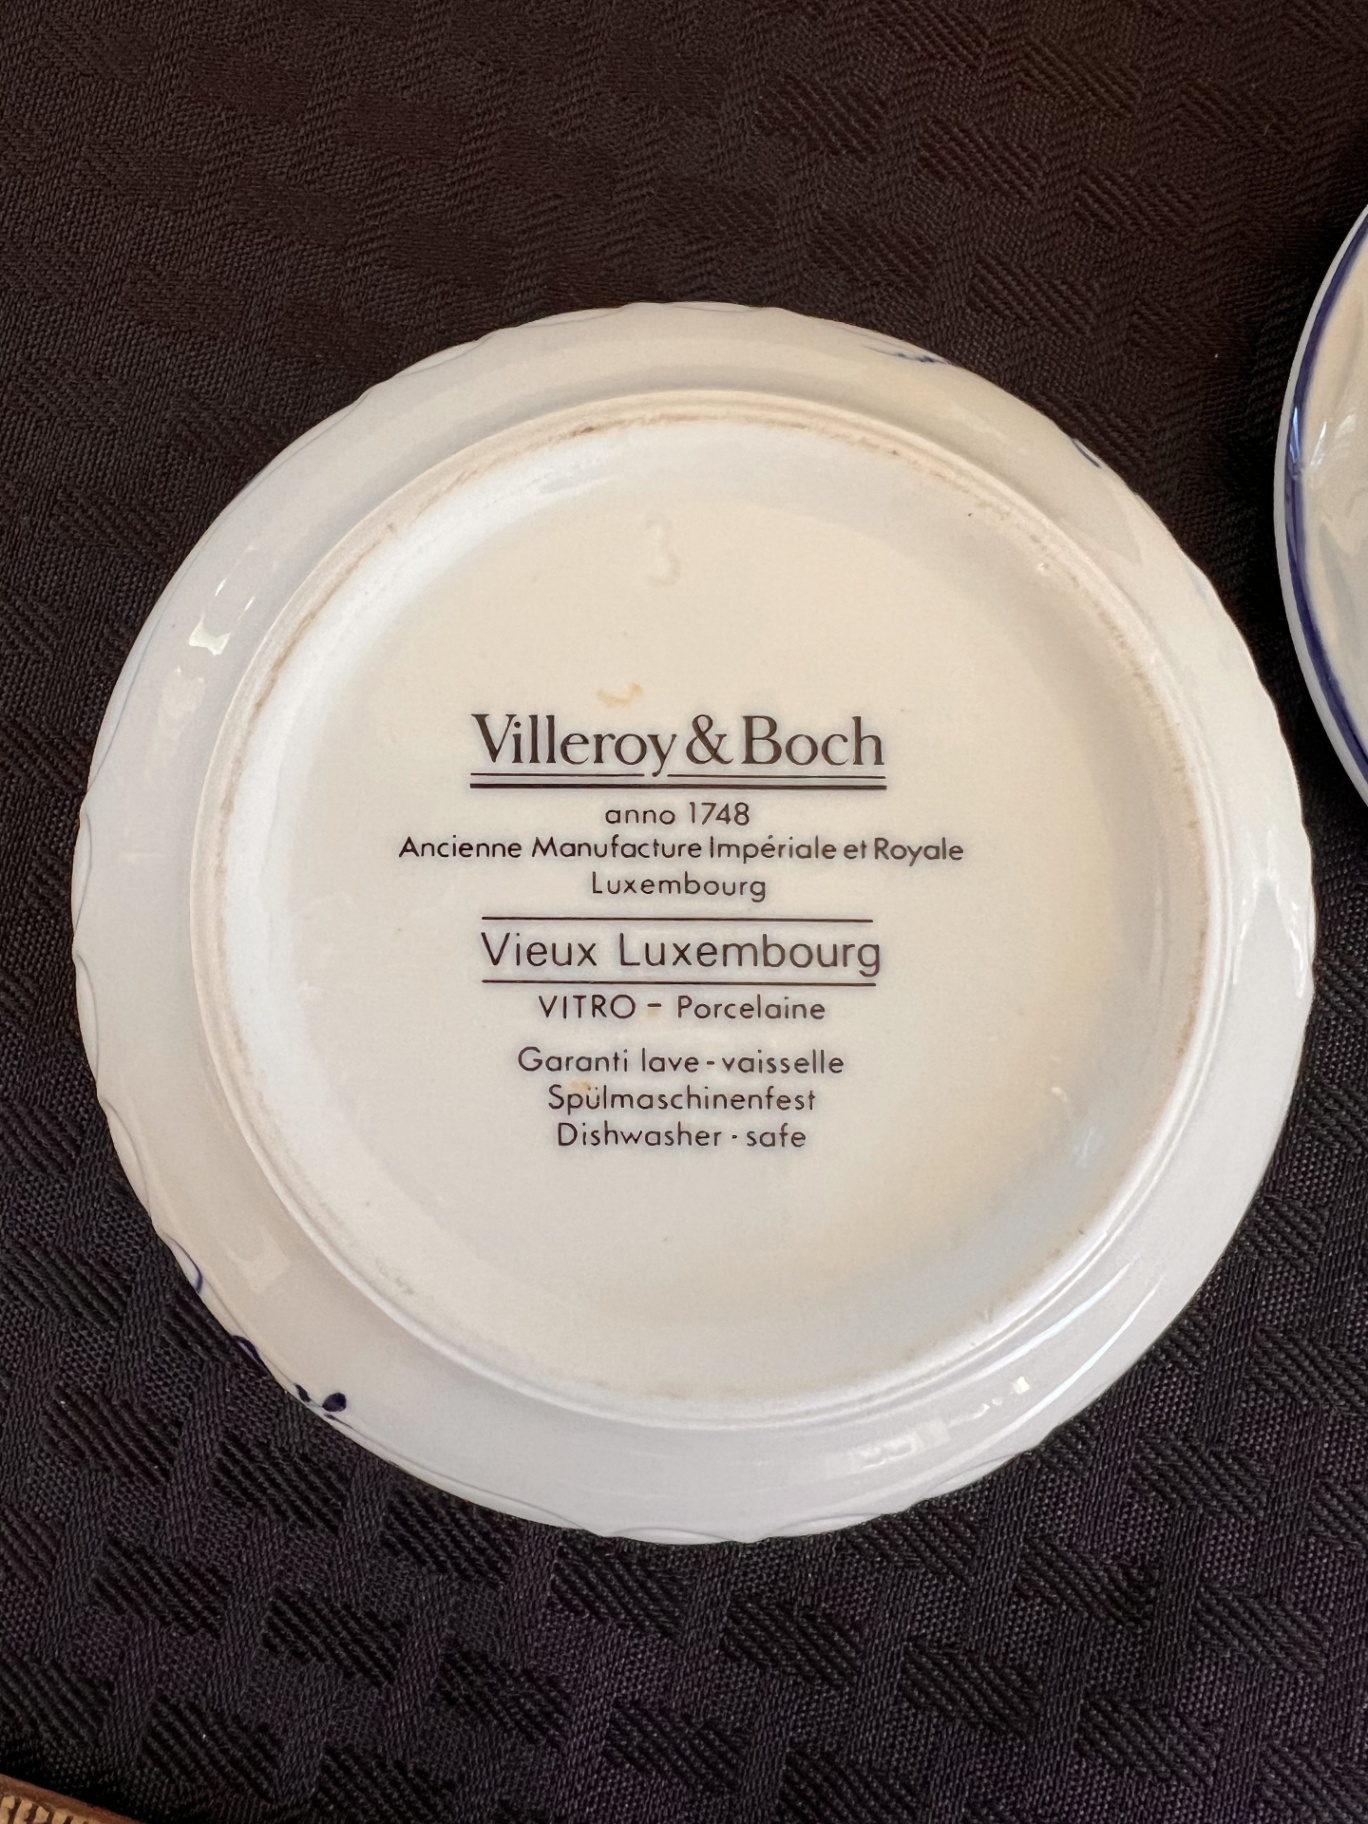 Villeroy & Boch
anno 1748
Ancienne Manufacture Impériale et Royale
Luxembourg
Vieux Luxembourg
VITRO – Porcelaine
Garanti lave-vaisselle
Spülmaschinenfest
Dishwasher · safe